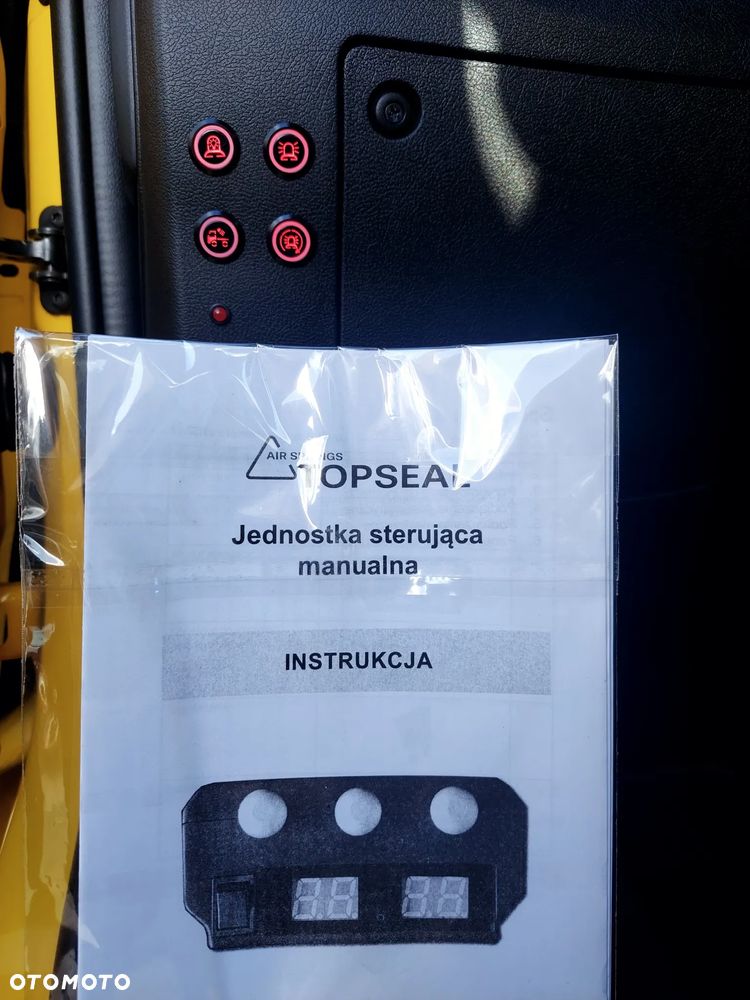 AIR SPRINGS
TOPSEAL
Jednostka sterująca
manualna
INSTRUKCJA
OTOMOTO